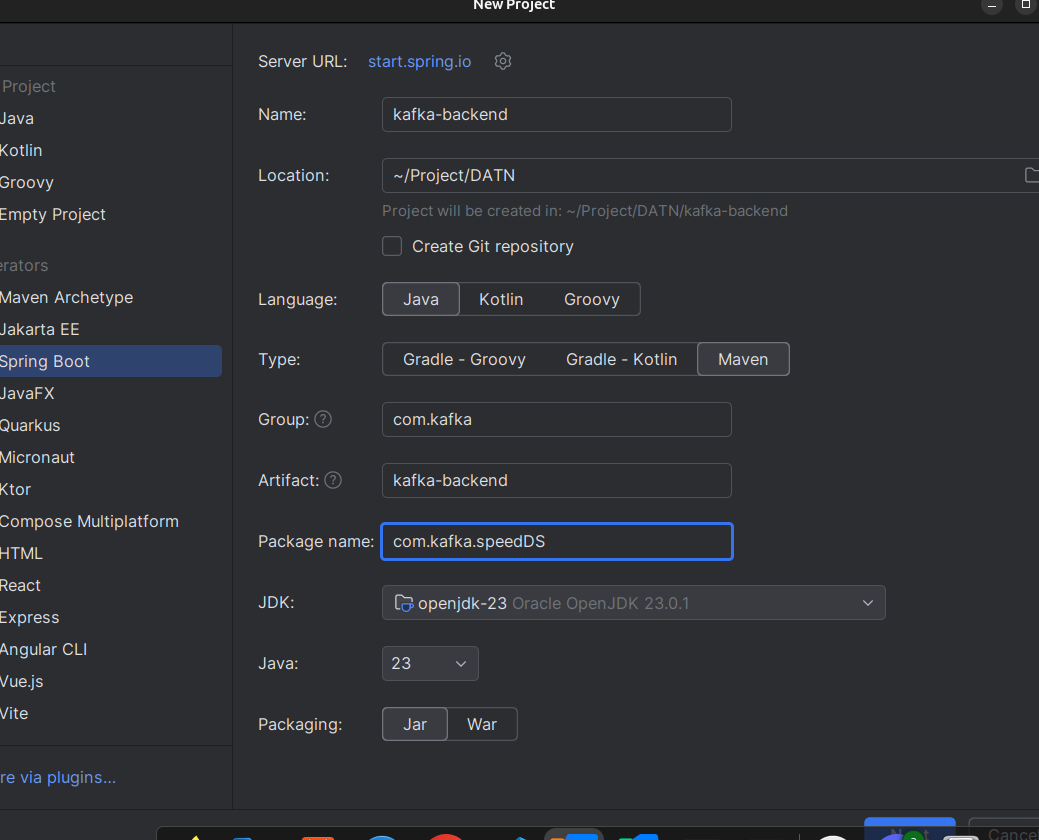 New Project
Server URL: start.spring.io
Project
Java
Kotlin
Groovy
Empty Project
erators
Maven Archetype
Jakarta EE
Spring Boot
JavaFX
Quarkus
Micronaut
Ktor
Compose Multiplatform
HTML
React
Express
Angular CLI
Vue.js
Vite
re via plugins...
Name: kafka-backend
Location: ~/Project/DATN
Project will be created in: ~/Project/DATN/kafka-backend
Create Git repository
Language: Java Kotlin Groovy
Type: Gradle - Groovy Gradle - Kotlin Maven
Group: ? com.kafka
Artifact: ? kafka-backend
Package name: com.kafka.speedDS
JDK: openjdk-23 Oracle OpenJDK 23.0.1
Java: 23
Packaging: Jar War
Cance